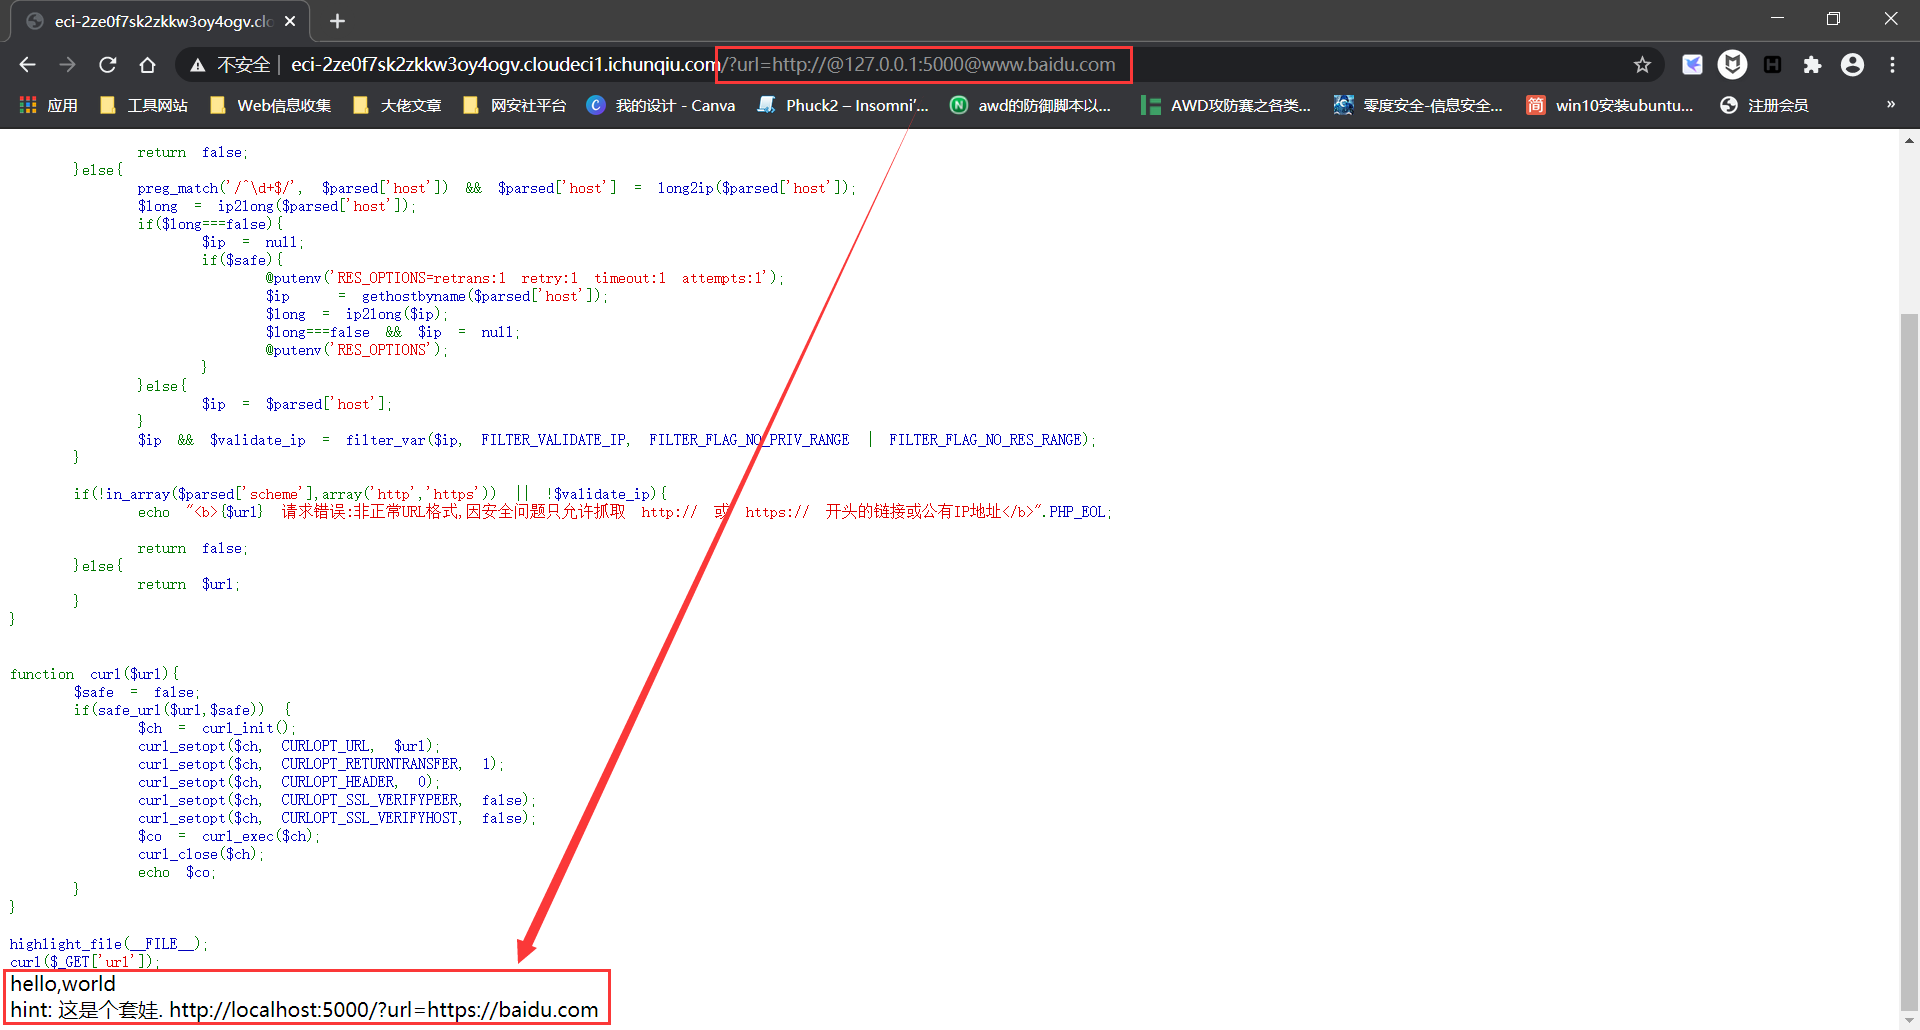 eci-2ze0f7sk2zkkw3oy4ogv.clo
不安全 | eci-2ze0f7sk2zkkw3oy4ogv.cloudeci1.ichunqiu.com/?url=http://@127.0.0.1:5000@www.baidu.com
应用 工具网站 Web信息收集 大佬文章 网安社平台 我的设计 - Canva Phuck2 – Insomni'... awd的防御脚本以... AWD攻防赛之各类... 零度安全-信息安全... 简 win10安装ubuntu... 注册会员 »
return false;
}else{
preg_match('/^\d+$/', $parsed['host']) && $parsed['host'] = long2ip($parsed['host']);
$long = ip2long($parsed['host']);
if($long===false){
$ip = null;
if($safe){
@putenv('RES_OPTIONS=retrans:1 retry:1 timeout:1 attempts:1');
$ip = gethostbyname($parsed['host']);
$long = ip2long($ip);
$long===false && $ip = null;
@putenv('RES_OPTIONS');
}
}else{
$ip = $parsed['host'];
}
$ip && $validate_ip = filter_var($ip, FILTER_VALIDATE_IP, FILTER_FLAG_NO_PRIV_RANGE | FILTER_FLAG_NO_RES_RANGE);
}
if(!in_array($parsed['scheme'],array('http','https')) || !$validate_ip){
echo "<b>{$url} 请求错误:非正常URL格式,因安全问题只允许抓取 http:// 或 https:// 开头的链接或公有IP地址</b>".PHP_EOL;
return false;
}else{
return $url;
}
}
function curl($url){
$safe = false;
if(safe_url($url,$safe)) {
$ch = curl_init();
curl_setopt($ch, CURLOPT_URL, $url);
curl_setopt($ch, CURLOPT_RETURNTRANSFER, 1);
curl_setopt($ch, CURLOPT_HEADER, 0);
curl_setopt($ch, CURLOPT_SSL_VERIFYPEER, false);
curl_setopt($ch, CURLOPT_SSL_VERIFYHOST, false);
$co = curl_exec($ch);
curl_close($ch);
echo $co;
}
}
highlight_file(__FILE__);
curl($_GET['url']);
hello,world
hint: 这是个套娃. http://localhost:5000/?url=https://baidu.com